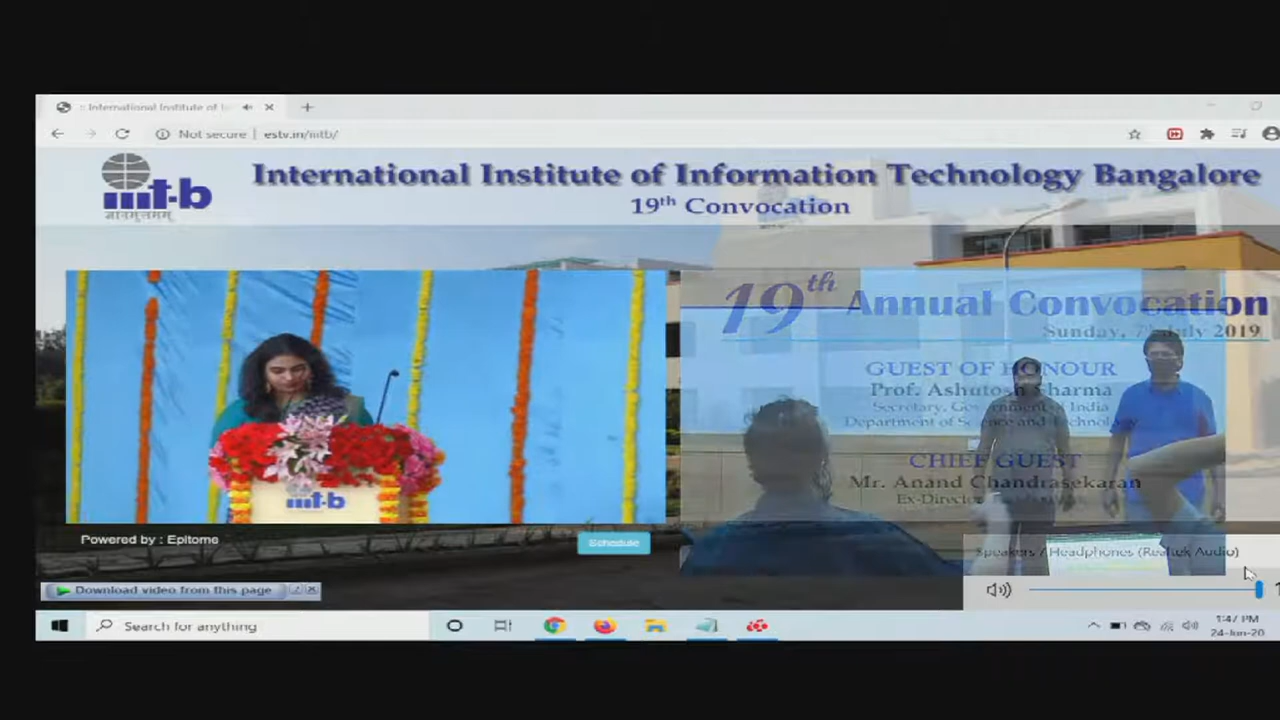 :: International Institute of I
Not secure | estv.in/iiitb/
iiit-b
ज्ञानमुत्तमम्
International Institute of Information Technology Bangalore
19th Convocation
19th Annual Convocation
Sunday, 7th July 2019
GUEST OF HONOUR
Prof. Ashutosh Sharma
Secretary, Government of India
Department of Science and Technology
CHIEF GUEST
Mr. Anand Chandrasekaran
Ex-Director
iiit-b
Powered by : Epitome
Schedule
Speakers / Headphones (Realtek Audio)
Download video from this page
Search for anything
1:47 PM
24-Jun-20